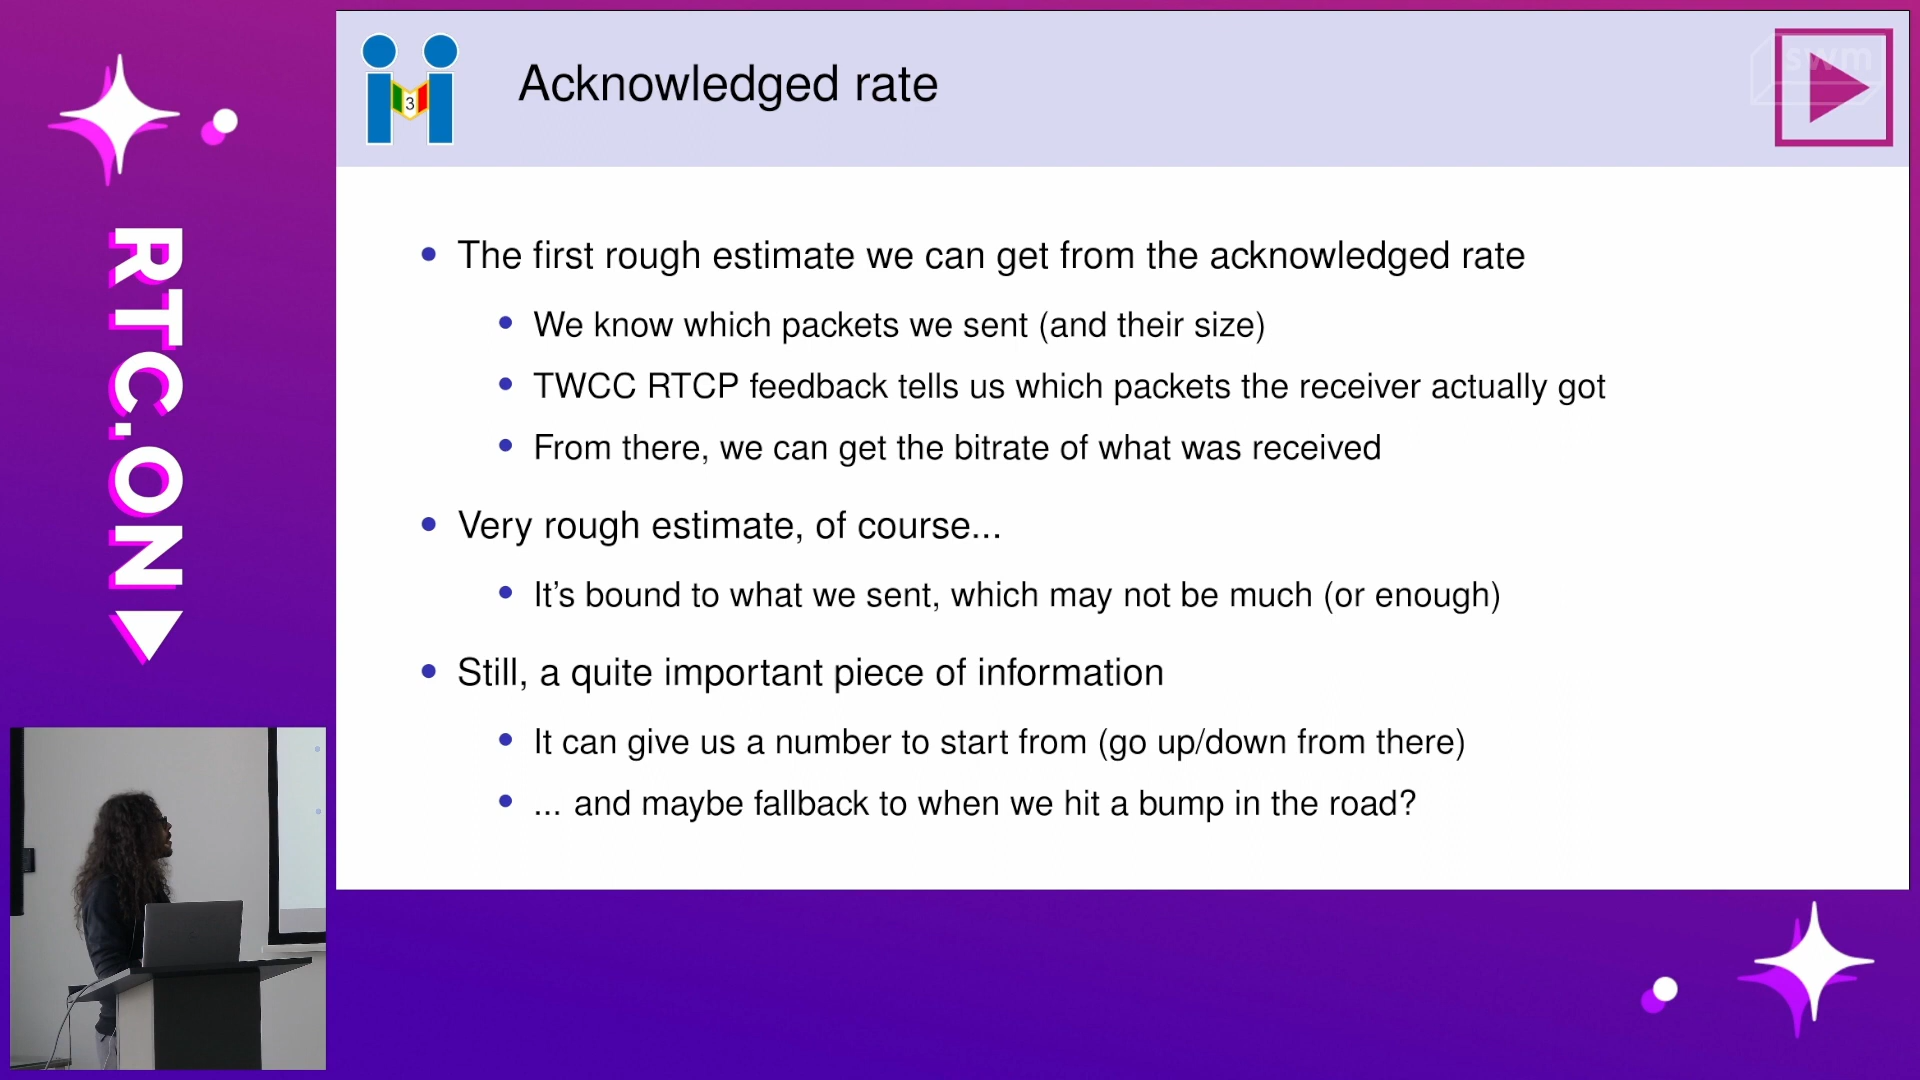 Acknowledged rate
swm
3
RTC.ON
• The first rough estimate we can get from the acknowledged rate
• We know which packets we sent (and their size)
• TWCC RTCP feedback tells us which packets the receiver actually got
• From there, we can get the bitrate of what was received
• Very rough estimate, of course...
• It's bound to what we sent, which may not be much (or enough)
• Still, a quite important piece of information
• It can give us a number to start from (go up/down from there)
• ... and maybe fallback to when we hit a bump in the road?